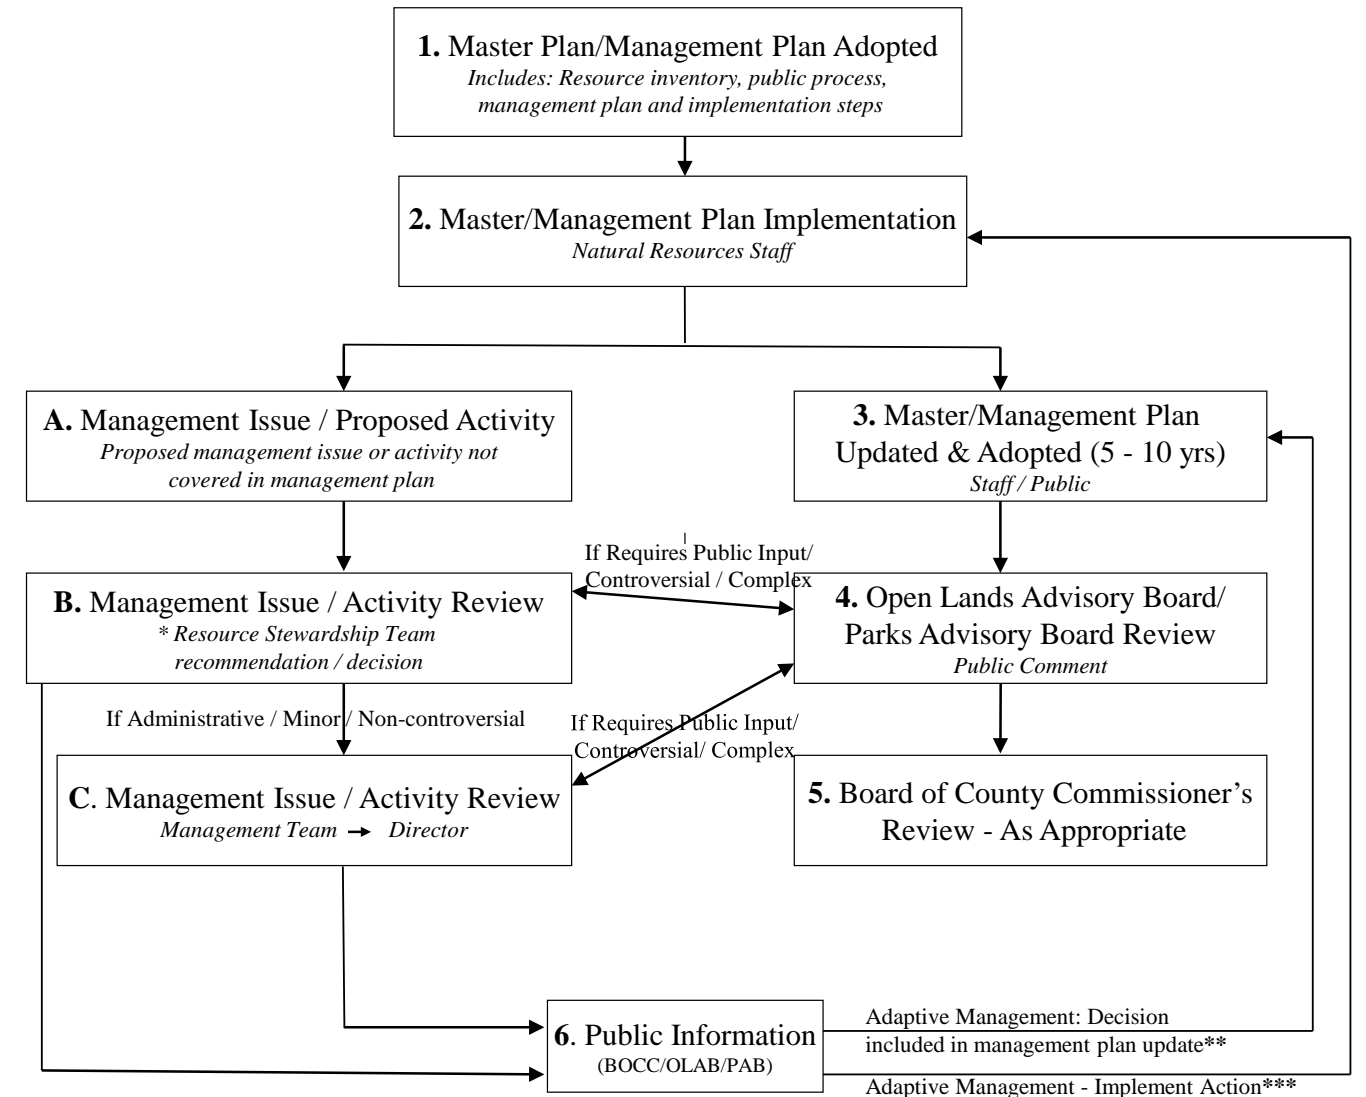 1. Master Plan/Management Plan Adopted
Includes: Resource inventory, public process,
management plan and implementation steps
2. Master/Management Plan Implementation
Natural Resources Staff
A. Management Issue / Proposed Activity
Proposed management issue or activity not
covered in management plan
3. Master/Management Plan
Updated & Adopted (5 - 10 yrs)
Staff / Public
If Requires Public Input/
Controversial / Complex
B. Management Issue / Activity Review
* Resource Stewardship Team
recommendation / decision
4. Open Lands Advisory Board/
Parks Advisory Board Review
Public Comment
If Administrative / Minor / Non-controversial
If Requires Public Input/
Controversial/ Complex
C. Management Issue / Activity Review
Management Team → Director
5. Board of County Commissioner’s
Review - As Appropriate
6. Public Information
(BOCC/OLAB/PAB)
Adaptive Management: Decision
included in management plan update**
Adaptive Management - Implement Action***